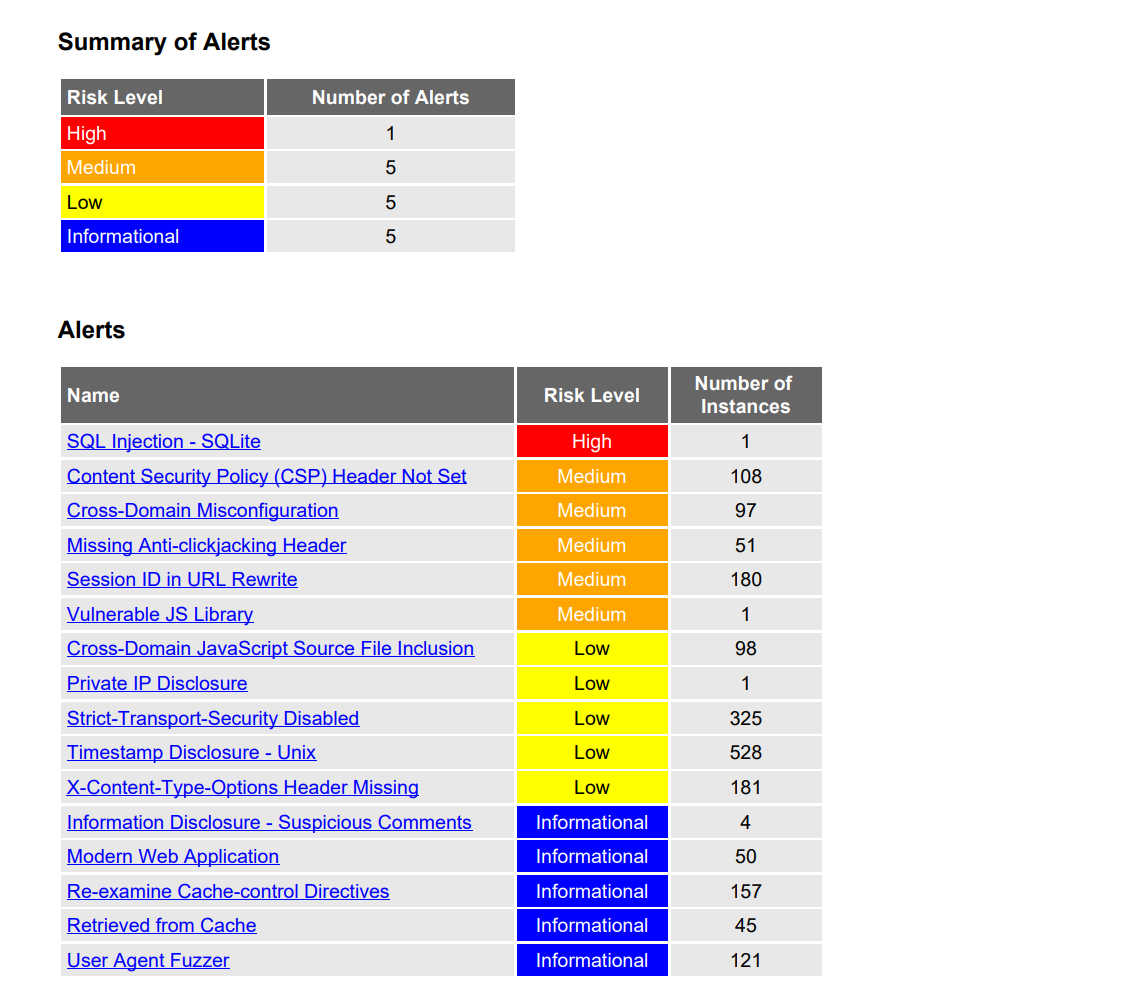 Summary of Alerts
Risk Level Number of Alerts
High 1
Medium 5
Low 5
Informational 5
Alerts
Name Risk Level Number of Instances
SQL Injection - SQLite High 1
Content Security Policy (CSP) Header Not Set Medium 108
Cross-Domain Misconfiguration Medium 97
Missing Anti-clickjacking Header Medium 51
Session ID in URL Rewrite Medium 180
Vulnerable JS Library Medium 1
Cross-Domain JavaScript Source File Inclusion Low 98
Private IP Disclosure Low 1
Strict-Transport-Security Disabled Low 325
Timestamp Disclosure - Unix Low 528
X-Content-Type-Options Header Missing Low 181
Information Disclosure - Suspicious Comments Informational 4
Modern Web Application Informational 50
Re-examine Cache-control Directives Informational 157
Retrieved from Cache Informational 45
User Agent Fuzzer Informational 121